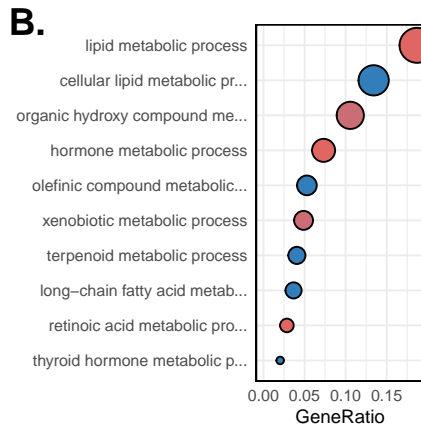 B.
lipid metabolic process
cellular lipid metabolic pr...
organic hydroxy compound me...
hormone metabolic process
olefinic compound metabolic...
xenobiotic metabolic process
terpenoid metabolic process
long−chain fatty acid metab...
retinoic acid metabolic pro...
thyroid hormone metabolic p...
0.00 0.05 0.10 0.15
GeneRatio